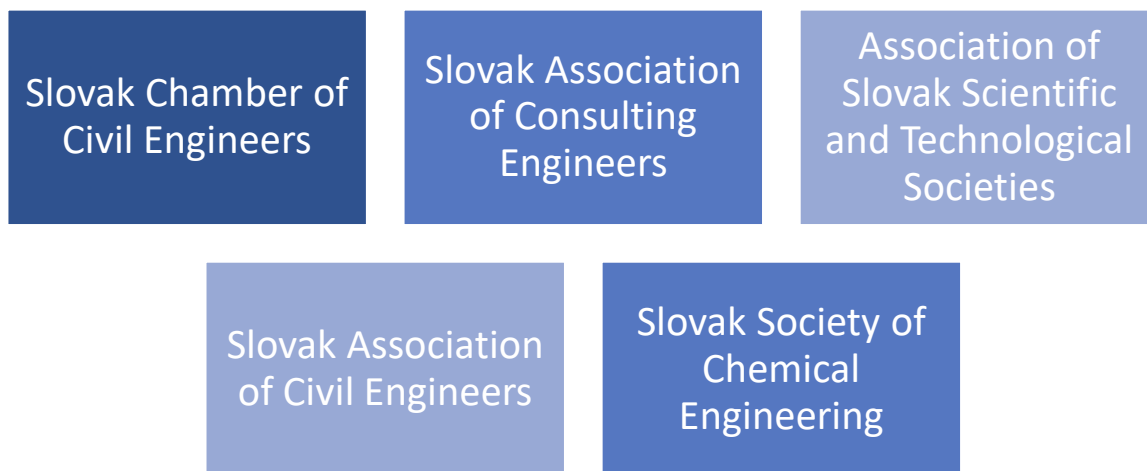 Slovak Chamber of
Civil Engineers
Slovak Association
of Consulting
Engineers
Association of
Slovak Scientific
and Technological
Societies
Slovak Association
of Civil Engineers
Slovak Society of
Chemical
Engineering